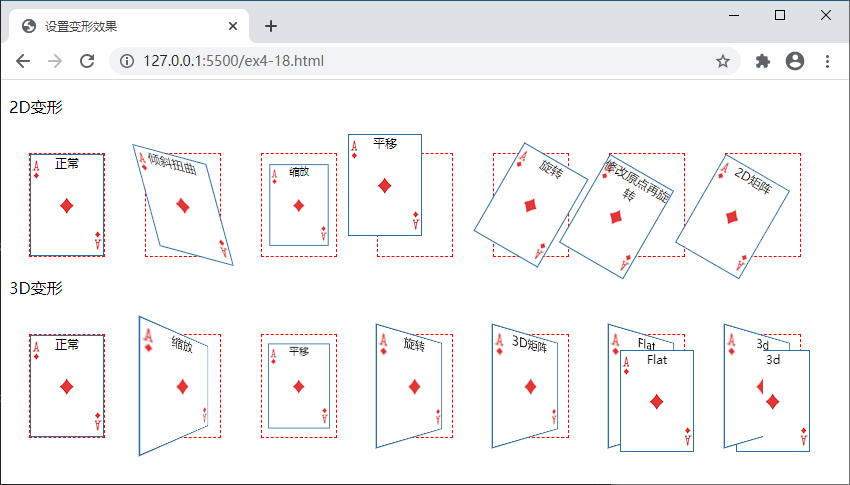 设置变形效果
127.0.0.1:5500/ex4-18.html
2D变形
A 正常 A
A 倾斜扭曲 A
A 缩放 A
A 平移 A
A 旋转 A
A 修改原点再旋
转 A
A 2D矩阵 A
3D变形
A 正常 A
A 缩放 A
A 平移 A
A 旋转 A
A 3D矩阵 A
A Flat
A Flat A
A 3d
A 3d A